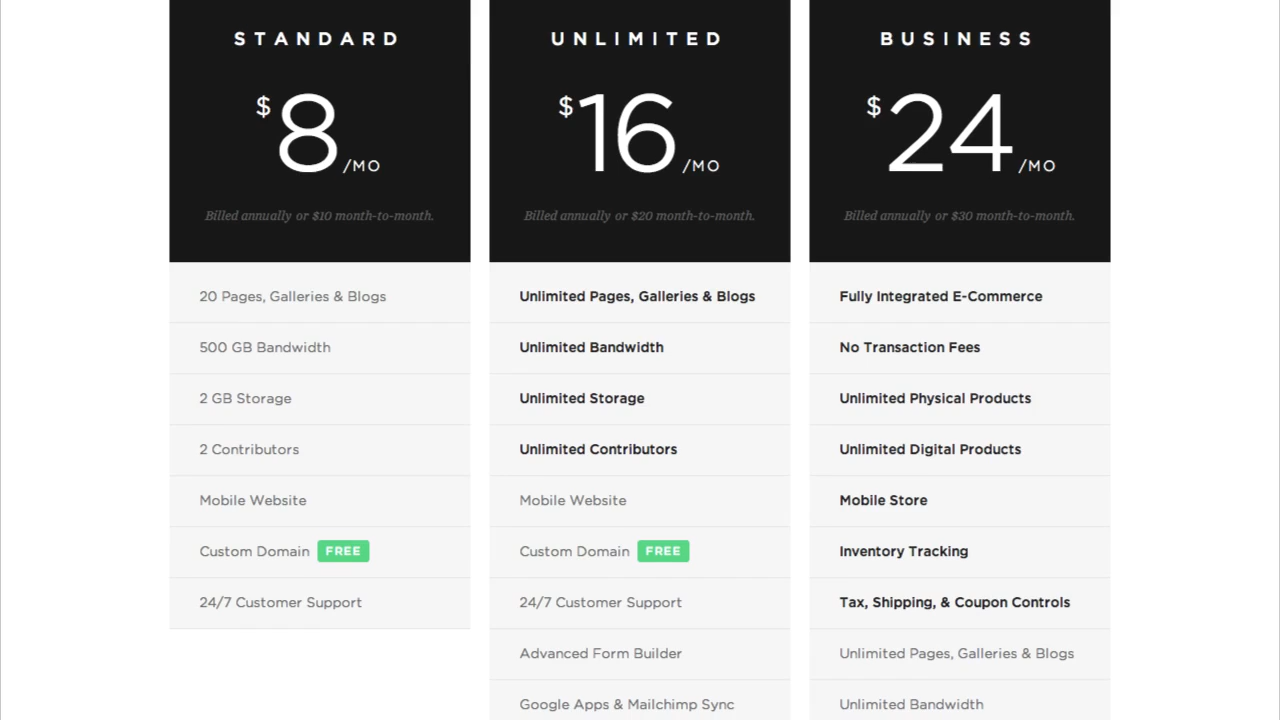 STANDARD
$8/MO
Billed annually or $10 month-to-month.
20 Pages, Galleries & Blogs
500 GB Bandwidth
2 GB Storage
2 Contributors
Mobile Website
Custom Domain FREE
24/7 Customer Support
UNLIMITED
$16/MO
Billed annually or $20 month-to-month.
Unlimited Pages, Galleries & Blogs
Unlimited Bandwidth
Unlimited Storage
Unlimited Contributors
Mobile Website
Custom Domain FREE
24/7 Customer Support
Advanced Form Builder
Google Apps & Mailchimp Sync
BUSINESS
$24/MO
Billed annually or $30 month-to-month.
Fully Integrated E-Commerce
No Transaction Fees
Unlimited Physical Products
Unlimited Digital Products
Mobile Store
Inventory Tracking
Tax, Shipping, & Coupon Controls
Unlimited Pages, Galleries & Blogs
Unlimited Bandwidth